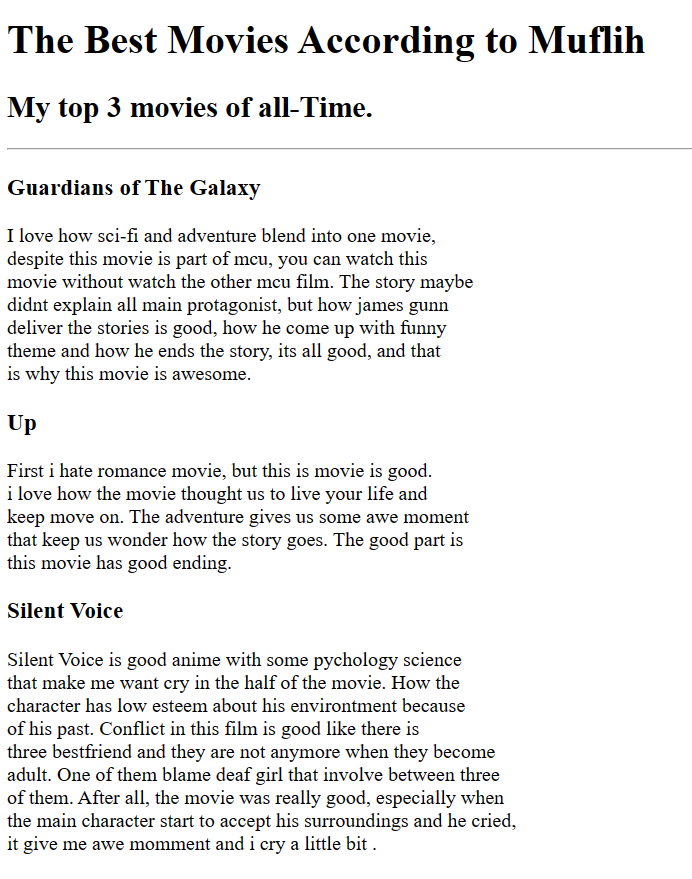 The Best Movies According to Muflih
My top 3 movies of all-Time.
Guardians of The Galaxy
I love how sci-fi and adventure blend into one movie,
despite this movie is part of mcu, you can watch this
movie without watch the other mcu film. The story maybe
didnt explain all main protagonist, but how james gunn
deliver the stories is good, how he come up with funny
theme and how he ends the story, its all good, and that
is why this movie is awesome.
Up
First i hate romance movie, but this is movie is good.
i love how the movie thought us to live your life and
keep move on. The adventure gives us some awe moment
that keep us wonder how the story goes. The good part is
this movie has good ending.
Silent Voice
Silent Voice is good anime with some pychology science
that make me want cry in the half of the movie. How the
character has low esteem about his environtment because
of his past. Conflict in this film is good like there is
three bestfriend and they are not anymore when they become
adult. One of them blame deaf girl that involve between three
of them. After all, the movie was really good, especially when
the main character start to accept his surroundings and he cried,
it give me awe momment and i cry a little bit .